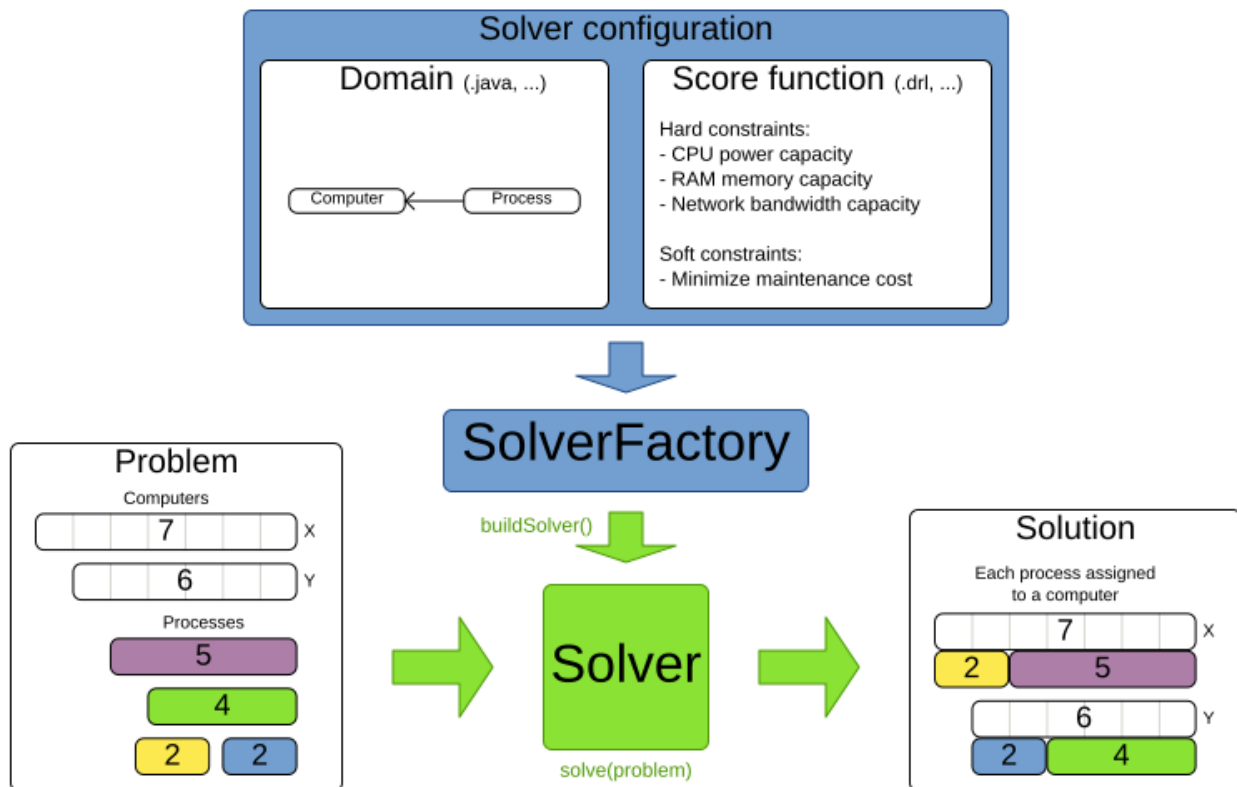 Solver configuration
Domain (.java, ...)
Computer
Process
Score function (.drl, ...)
Hard constraints:
- CPU power capacity
- RAM memory capacity
- Network bandwidth capacity
Soft constraints:
- Minimize maintenance cost
SolverFactory
buildSolver()
Problem
Computers
7 X
6 Y
Processes
5
4
2 2
Solver
solve(problem)
Solution
Each process assigned
to a computer
7 X
2 5
6 Y
2 4